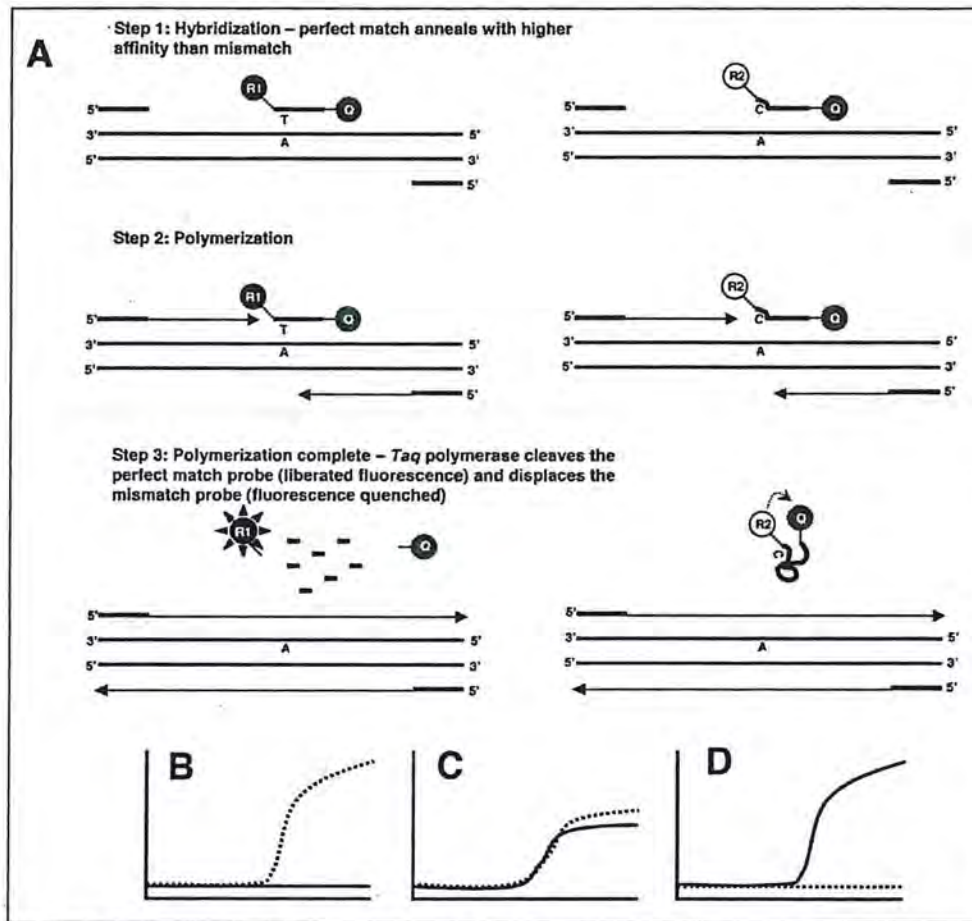 A
Step 1: Hybridization – perfect match anneals with higher
affinity than mismatch
R1 R2
5' Q 5' Q
T C
3' 5' 3' 5'
A A
5' 3' 5' 3'
5' 5'
Step 2: Polymerization
R1 R2
5' Q 5' Q
T C
3' 5' 3' 5'
A A
5' 3' 5' 3'
5' 5'
Step 3: Polymerization complete – Taq polymerase cleaves the
perfect match probe (liberated fluorescence) and displaces the
mismatch probe (fluorescence quenched)
R1 Q R2 Q
C
5' 5'
3' 5' 3' 5'
A A
5' 3' 5' 3'
5' 5'
B C D